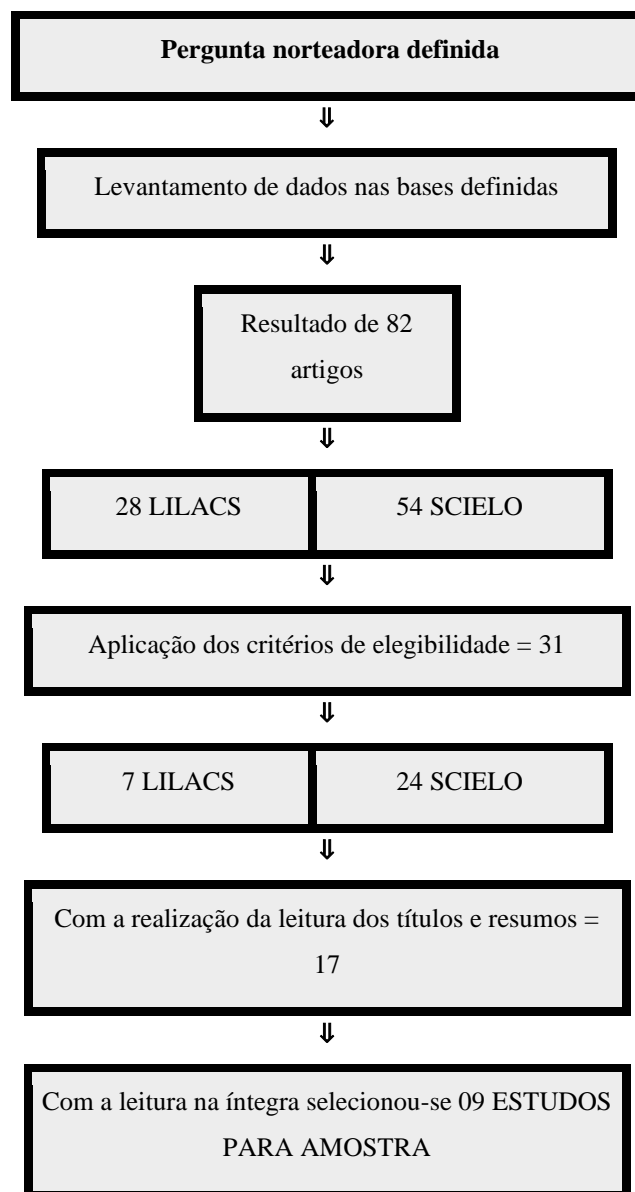 Pergunta norteadora definida
⇓
Levantamento de dados nas bases definidas
⇓
Resultado de 82
artigos
⇓
28 LILACS 54 SCIELO
⇓
Aplicação dos critérios de elegibilidade = 31
⇓
7 LILACS 24 SCIELO
⇓
Com a realização da leitura dos títulos e resumos =
17
⇓
Com a leitura na íntegra selecionou-se 09 ESTUDOS
PARA AMOSTRA